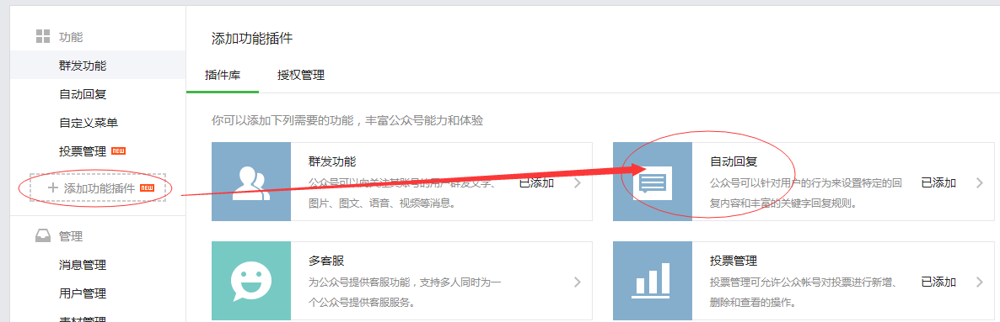 功能
群发功能
自动回复
自定义菜单
投票管理 NEW
+ 添加功能插件 NEW
管理
消息管理
用户管理
素材管理
添加功能插件
插件库 授权管理
你可以添加下列需要的功能，丰富公众号能力和体验
群发功能
公众号可以向关注其账号的用户群发文字、
图片、图文、语音、视频等消息。
已添加
自动回复
公众号可以针对用户的行为来设置特定的回
复内容和丰富的关键字回复规则。
已添加
多客服
为公众号提供客服功能，支持多人同时为一
个公众号提供客服服务。
投票管理
投票管理可允许公众帐号对投票进行新增、
删除和查看的操作。
已添加